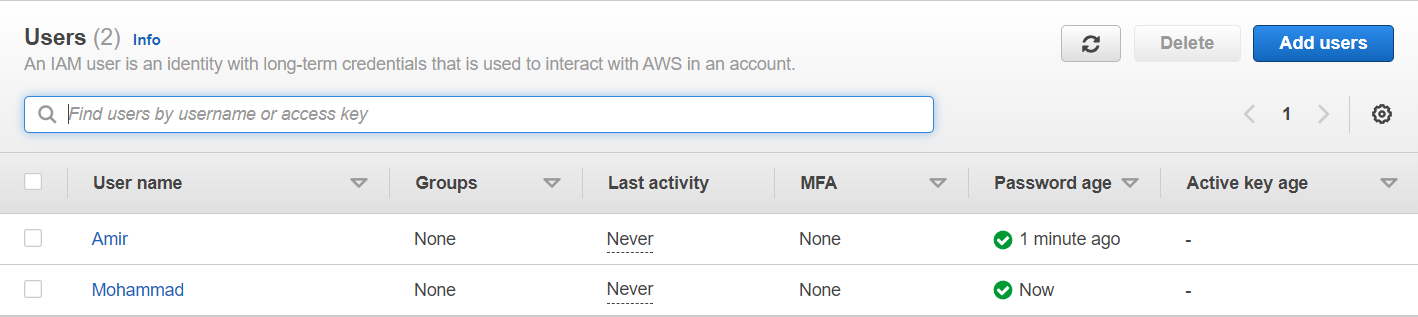 Users (2) Info
An IAM user is an identity with long-term credentials that is used to interact with AWS in an account.
Delete
Add users
Find users by username or access key
1
User name Groups Last activity MFA Password age Active key age
Amir None Never None 1 minute ago -
Mohammad None Never None Now -